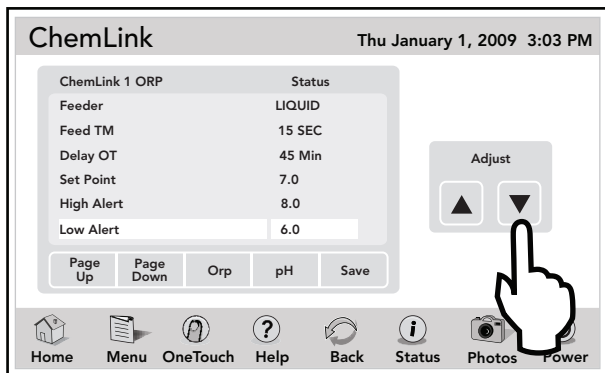 ChemLink
Thu January 1, 2009 3:03 PM
ChemLink 1 ORP Status
Feeder LIQUID
Feed TM 15 SEC
Delay OT 45 Min
Set Point 7.0
High Alert 8.0
Low Alert 6.0
Adjust
Page Up
Page Down
Orp
pH
Save
Home Menu OneTouch Help Back Status Photos Power